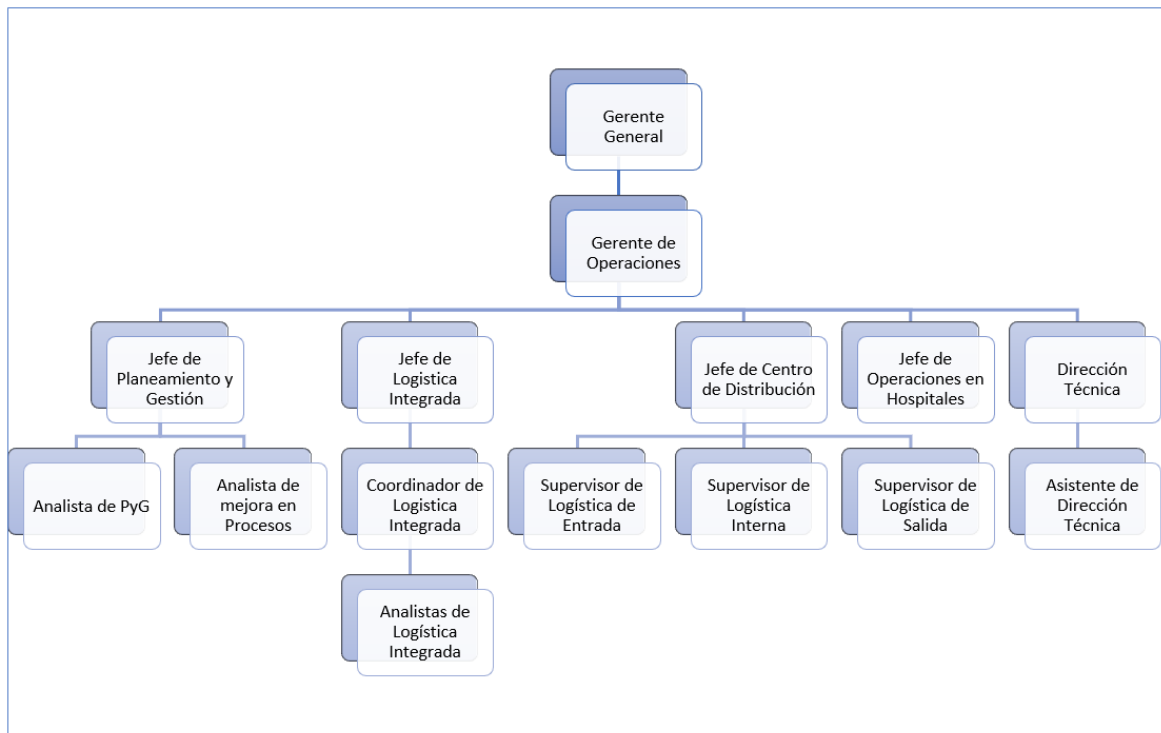 Gerente
General
Gerente de
Operaciones
Jefe de
Planeamiento y
Gestión
Jefe de
Logistica
Integrada
Jefe de Centro
de Distribución
Jefe de
Operaciones en
Hospitales
Dirección
Técnica
Analista de PyG
Analista de
mejora en
Procesos
Coordinador de
Logistica
Integrada
Supervisor de
Logística de
Entrada
Supervisor de
Logística
Interna
Supervisor de
Logística de
Salida
Asistente de
Dirección
Técnica
Analistas de
Logística
Integrada